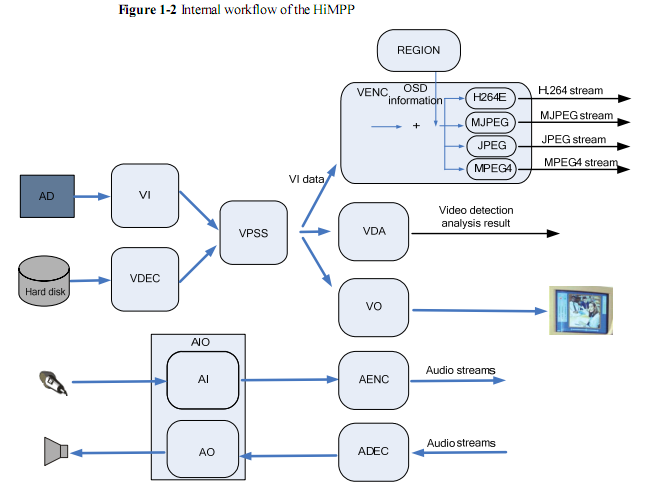 Figure 1-2 Internal workflow of the HiMPP
REGION
VENC
OSD
information
+
H264E
MJPEG
JPEG
MPEG4
H.264 stream
MJPEG stream
JPEG stream
MPEG4 stream
VI data
AD
VI
VPSS
VDA
Video detection
analysis result
Hard disk
VDEC
VO
AIO
AI
AENC
Audio streams
AO
ADEC
Audio streams